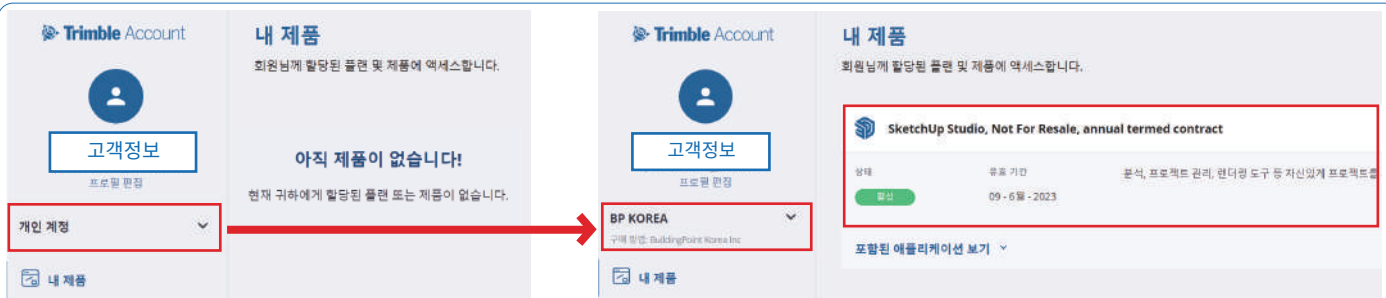 Trimble Account
고객정보
프로필 편집
개인 계정
내 제품
내 제품
회원님께 할당된 플랜 및 제품에 액세스합니다.
아직 제품이 없습니다!
현재 귀하에게 할당된 플랜 또는 제품이 없습니다.
Trimble Account
고객정보
프로필 편집
BP KOREA
구매 방법: BuildingPoint Korea Inc
내 제품
내 제품
회원님께 할당된 플랜 및 제품에 액세스합니다.
SketchUp Studio, Not For Resale, annual termed contract
상태
활성
유효 기간
09 - 6월 - 2023
분석, 프로젝트 관리, 렌더링 도구 등 자신있게 프로젝트를
포함된 애플리케이션 보기